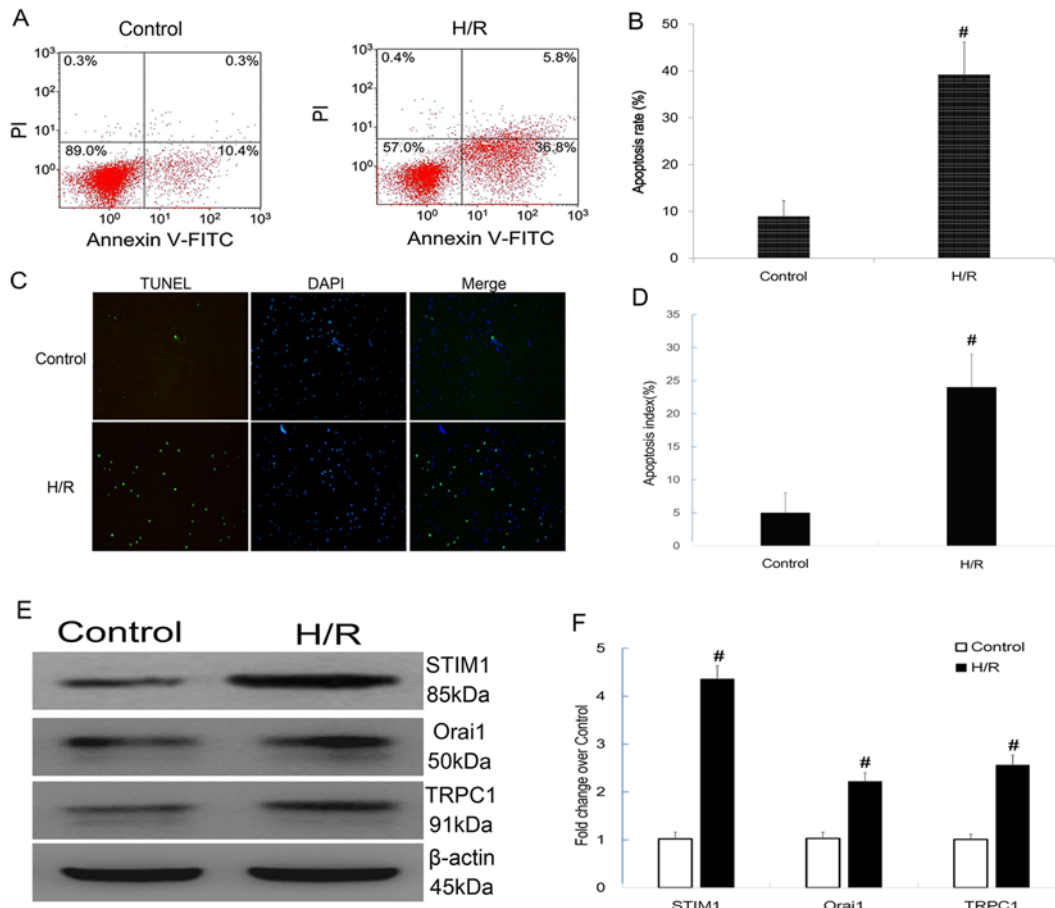 A
Control
H/R
10³
10²
10¹
10⁰
PI
0.3%
0.3%
89.0%
10.4%
10⁰
10¹
10²
10³
Annexin V-FITC
10³
10²
10¹
10⁰
PI
0.4%
5.8%
57.0%
36.8%
10⁰
10¹
10²
10³
Annexin V-FITC
B
Apoptosis rate (%)
50
40
30
20
10
0
#
Control
H/R
C
TUNEL
DAPI
Merge
Control
H/R
D
Apoptosis index(%)
35
30
25
20
15
10
5
0
#
Control
H/R
E
Control
H/R
STIM1
85kDa
Orai1
50kDa
TRPC1
91kDa
β-actin
45kDa
F
Fold change over Control
5
4
3
2
1
0
Control
H/R
#
#
#
STIM1
Orai1
TRPC1